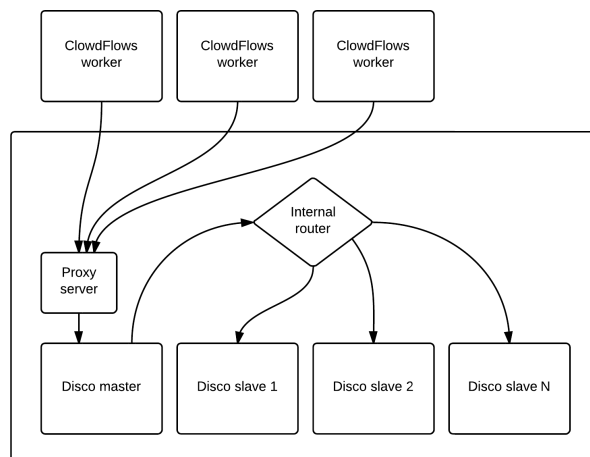 ClowdFlows
worker
ClowdFlows
worker
ClowdFlows
worker
Internal
router
Proxy
server
Disco master
Disco slave 1
Disco slave 2
Disco slave N